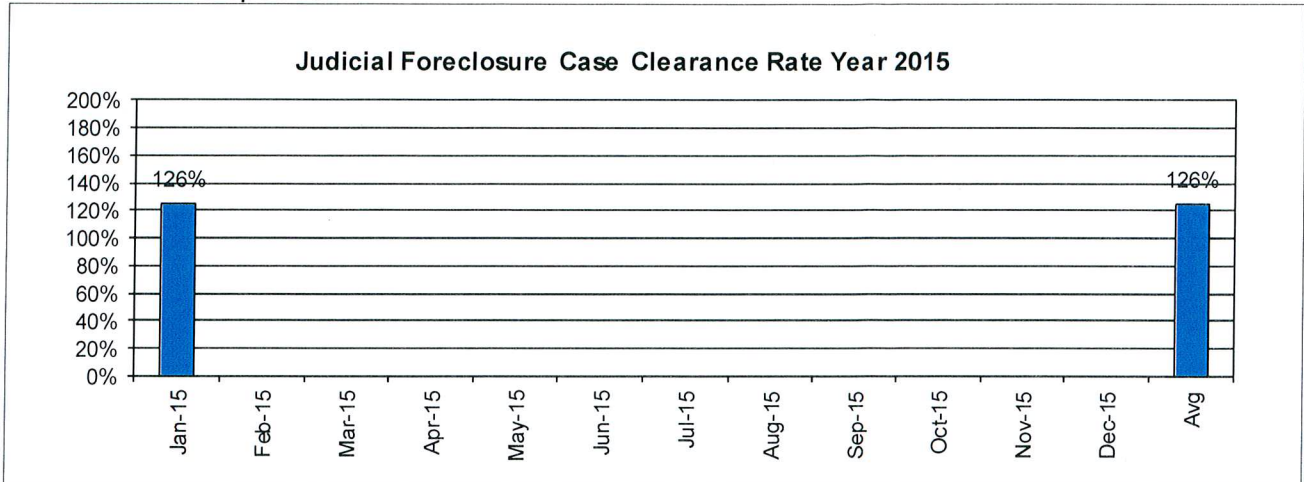 Judicial Foreclosure Case Clearance Rate Year 2015
200%
180%
160%
140%
120%
100%
80%
60%
40%
20%
0%
126%
126%
Jan-15
Feb-15
Mar-15
Apr-15
May-15
Jun-15
Jul-15
Aug-15
Sep-15
Oct-15
Nov-15
Dec-15
Avg